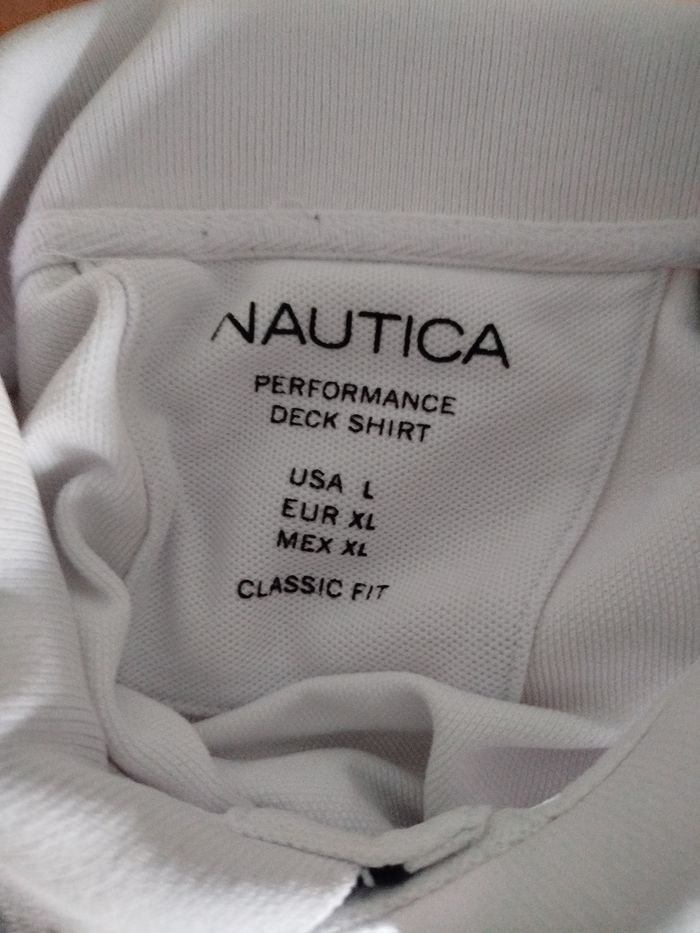 NAUTICA
PERFORMANCE
DECK SHIRT
USA L
EUR XL
MEX XL
CLASSIC FIT